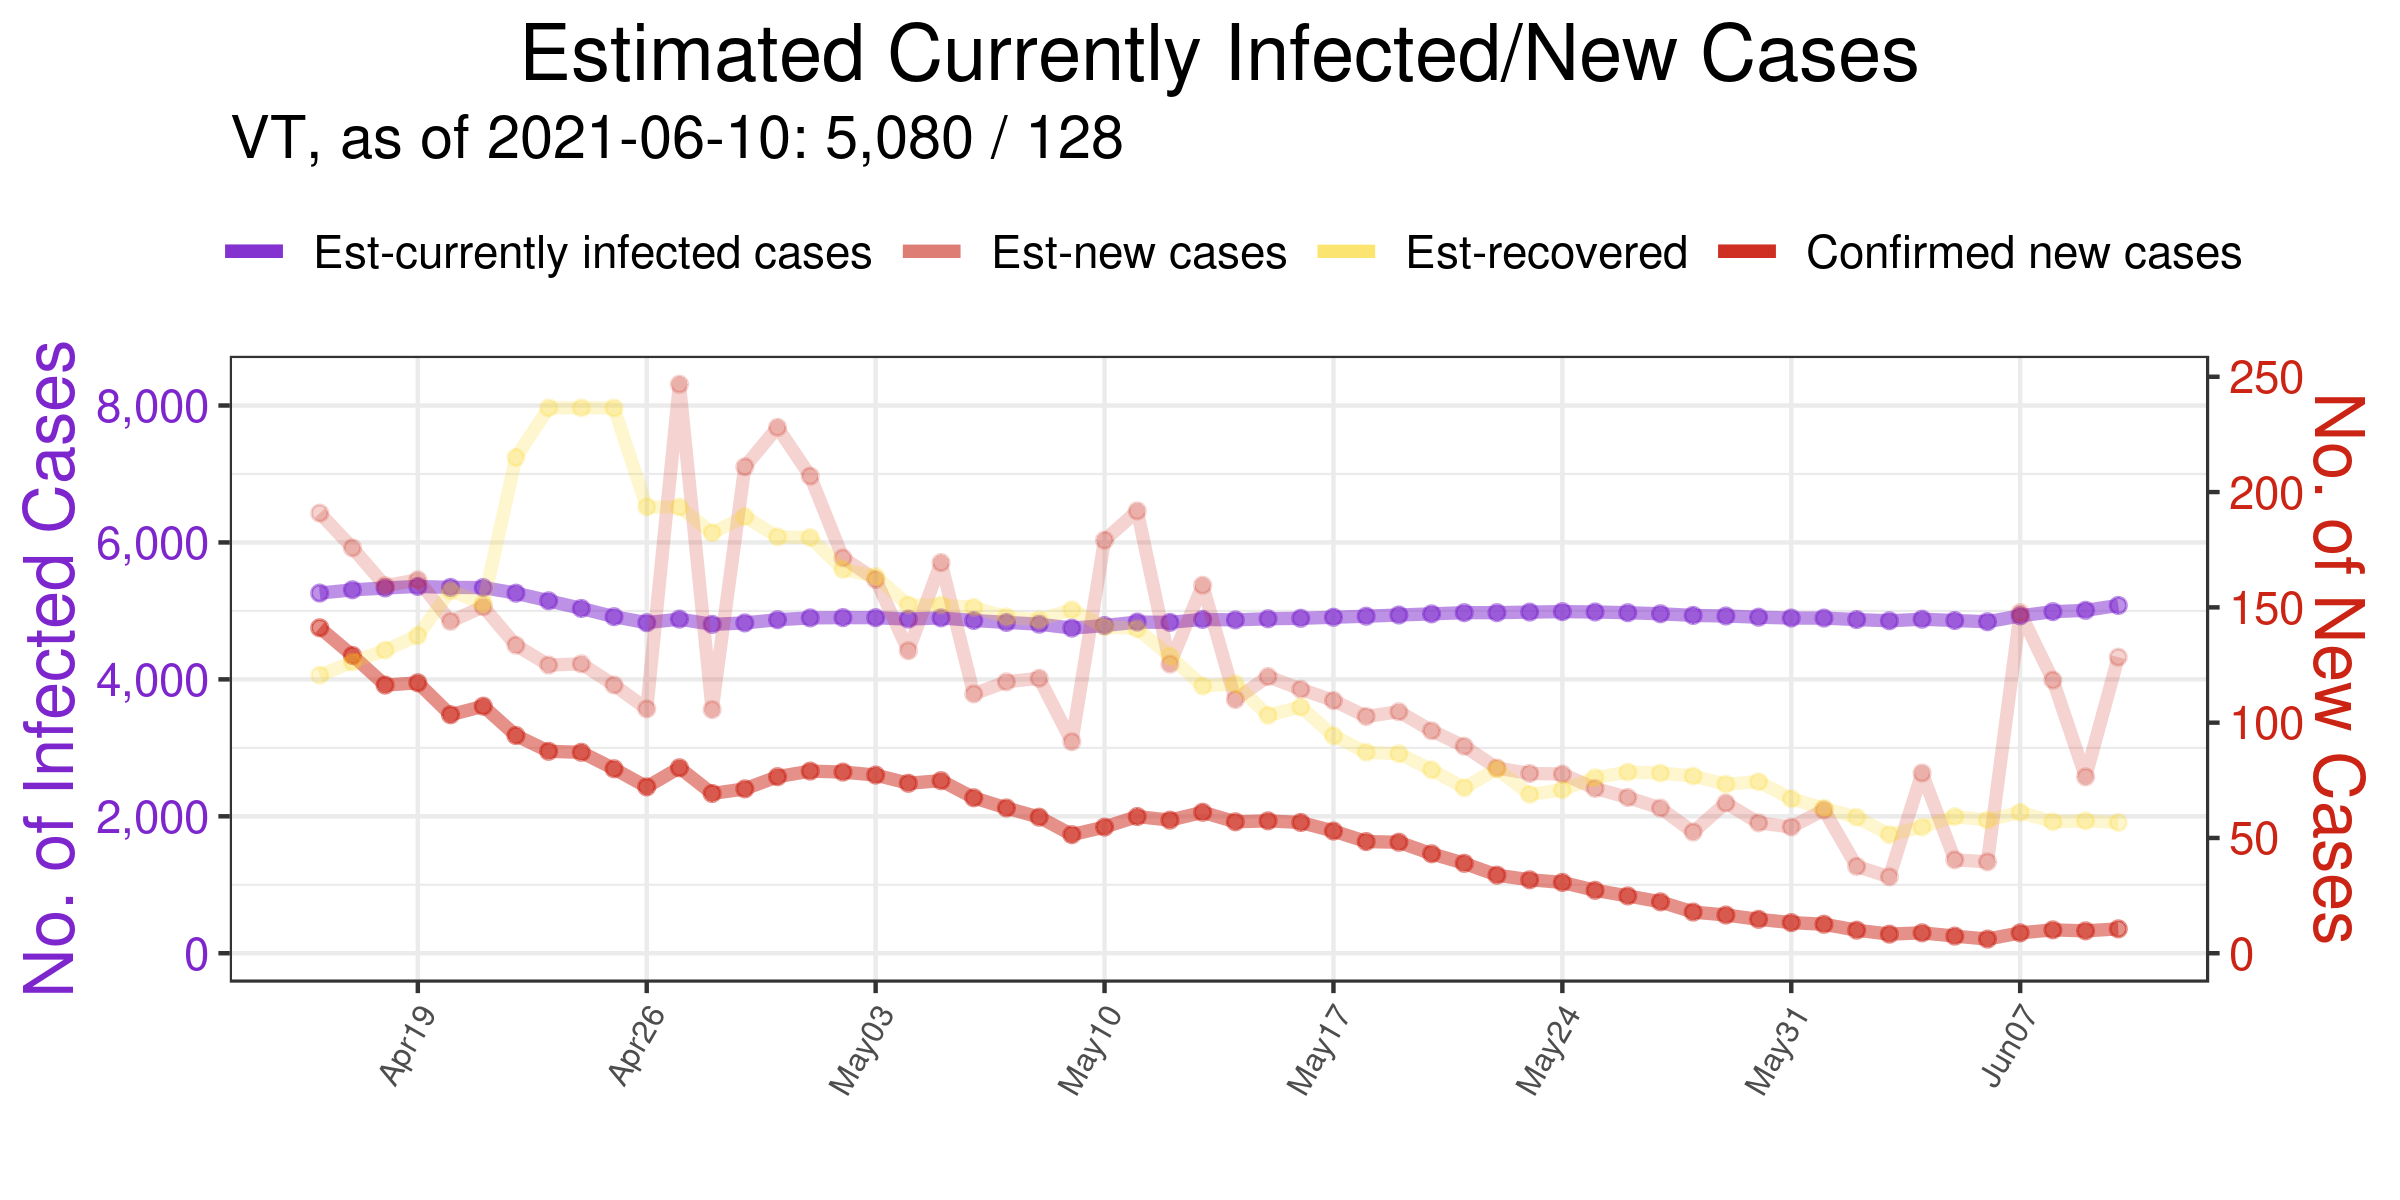 Estimated Currently Infected/New Cases
VT, as of 2021-06-10: 5,080 / 128
Est-currently infected cases
Est-new cases
Est-recovered
Confirmed new cases
No. of Infected Cases
8,000
6,000
4,000
2,000
0
250
200
150
100
50
0
No. of New Cases
Apr19
Apr26
May03
May10
May17
May24
May31
Jun07